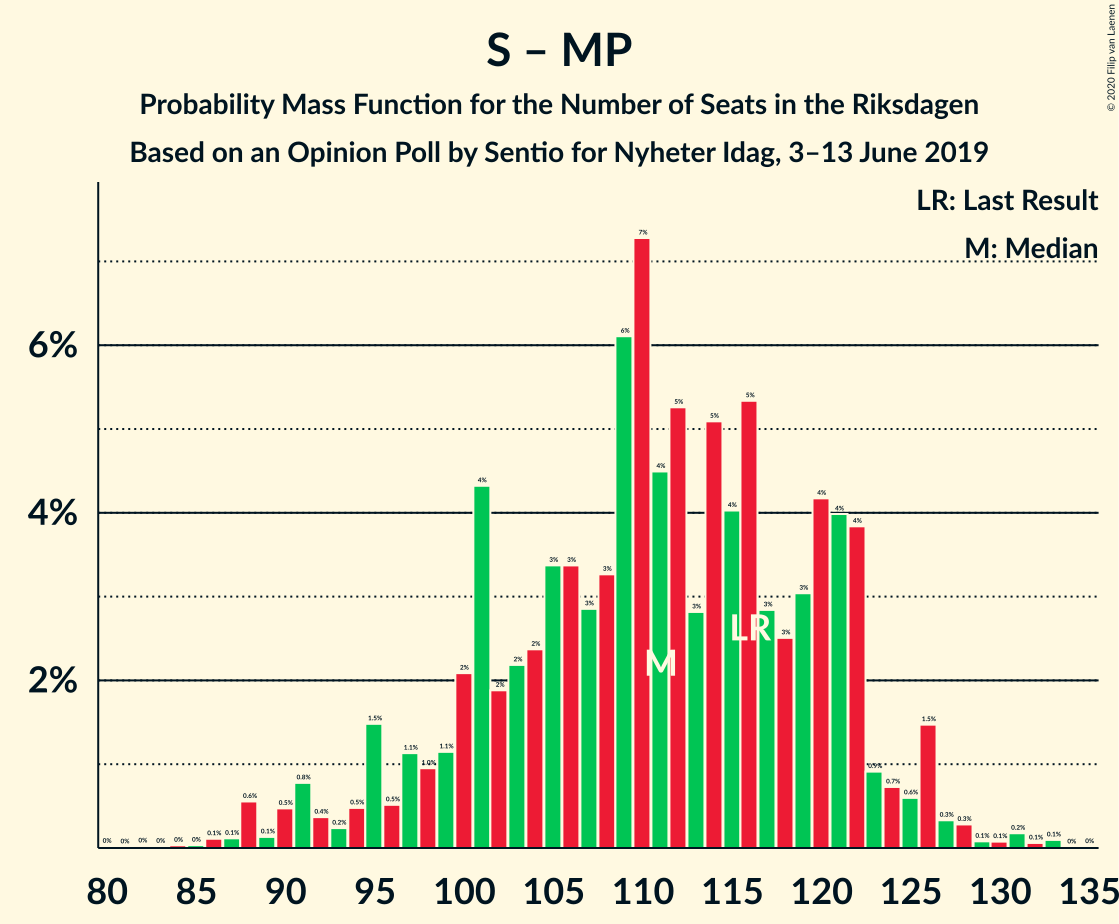 S – MP
Probability Mass Function for the Number of Seats in the Riksdagen
Based on an Opinion Poll by Sentio for Nyheter Idag, 3–13 June 2019
© 2020 Filip van Laenen
LR: Last Result
M: Median
6%
4%
2%
0% 0% 0% 0% 0% 0% 0.1% 0.1% 0.6% 0.1% 0.5% 0.8% 0.4% 0.2% 0.5% 1.5% 0.5% 1.1% 1.0% 1.1% 2% 4% 2% 2% 2% 3% 3% 3% 3% 6% 7% 4% 5% 3% 5% 4% 5% 3% 3% 3% 4% 4% 4% 0.9% 0.7% 0.6% 1.5% 0.3% 0.3% 0.1% 0.1% 0.2% 0.1% 0.1% 0% 0%
LR
M
80 85 90 95 100 105 110 115 120 125 130 135